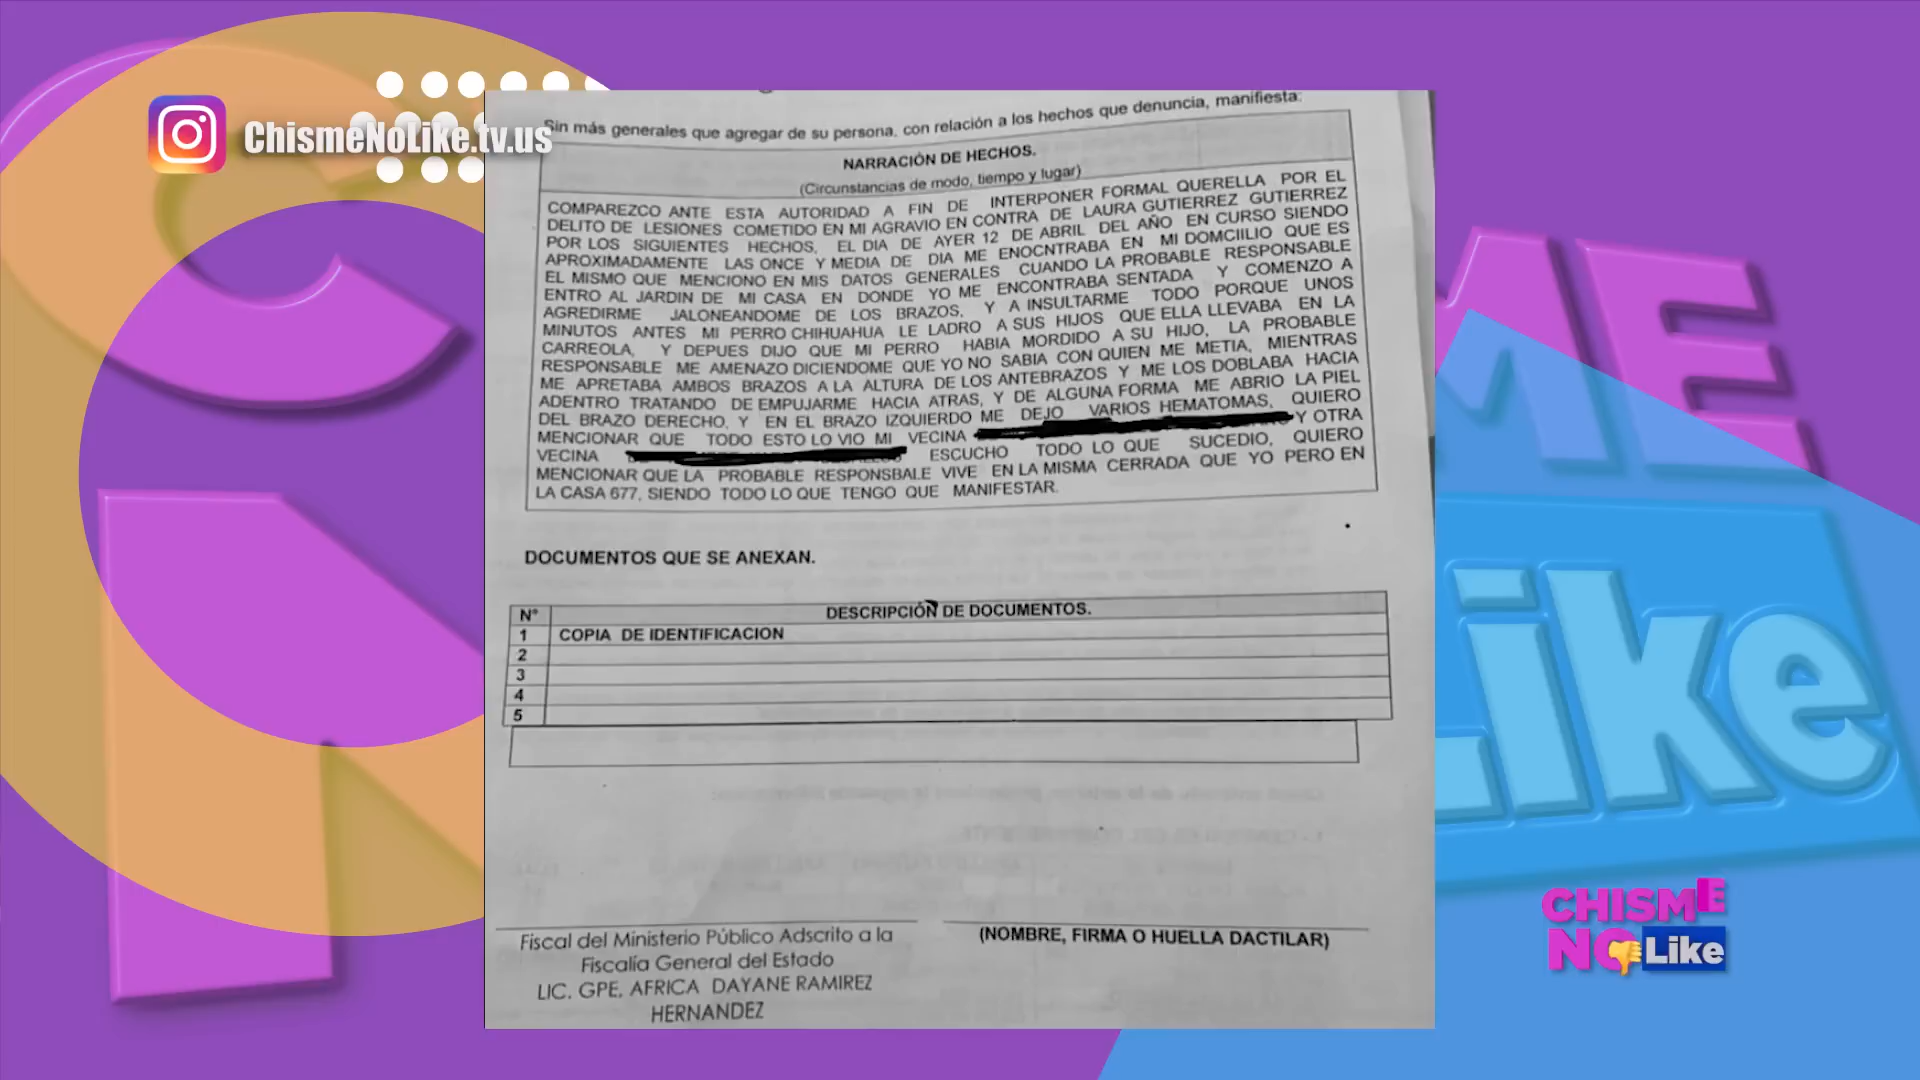 ChismeNoLike.tv.us
Sin más generales que agregar de su persona, con relación a los hechos que denuncia, manifiesta:
NARRACIÓN DE HECHOS.
(Circunstancias de modo, tiempo y lugar)
COMPAREZCO ANTE ESTA AUTORIDAD A FIN DE INTERPONER FORMAL QUERELLA POR EL
DELITO DE LESIONES COMETIDO EN MI AGRAVIO EN CONTRA DE LAURA GUTIERREZ GUTIERREZ
POR LOS SIGUIENTES HECHOS, EL DIA DE AYER 12 DE ABRIL DEL AÑO EN CURSO SIENDO
APROXIMADAMENTE LAS ONCE Y MEDIA DE DIA ME ENOCNTRABA EN MI DOMCIILIO QUE ES
EL MISMO QUE MENCIONO EN MIS DATOS GENERALES CUANDO LA PROBABLE RESPONSABLE
ENTRO AL JARDIN DE MI CASA EN DONDE YO ME ENCONTRABA SENTADA Y COMENZO A
AGREDIRME JALONEANDOME DE LOS BRAZOS, Y A INSULTARME TODO PORQUE UNOS
MINUTOS ANTES MI PERRO CHIHUAHUA LE LADRO A SUS HIJOS QUE ELLA LLEVABA EN LA
CARREOLA, Y DEPUES DIJO QUE MI PERRO HABIA MORDIDO A SU HIJO, LA PROBABLE
RESPONSABLE ME AMENAZO DICIENDOME QUE YO NO SABIA CON QUIEN ME METIA, MIENTRAS
ME APRETABA AMBOS BRAZOS A LA ALTURA DE LOS ANTEBRAZOS Y ME LOS DOBLABA HACIA
ADENTRO TRATANDO DE EMPUJARME HACIA ATRAS, Y DE ALGUNA FORMA ME ABRIO LA PIEL
DEL BRAZO DERECHO, Y EN EL BRAZO IZQUIERDO ME DEJO VARIOS HEMATOMAS, QUIERO
MENCIONAR QUE TODO ESTO LO VIO MI VECINA Y OTRA
VECINA ESCUCHO TODO LO QUE SUCEDIO, QUIERO
MENCIONAR QUE LA PROBABLE RESPONSBALE VIVE EN LA MISMA CERRADA QUE YO PERO EN
LA CASA 677, SIENDO TODO LO QUE TENGO QUE MANIFESTAR.
DOCUMENTOS QUE SE ANEXAN.
N° DESCRIPCIÓN DE DOCUMENTOS.
1 COPIA DE IDENTIFICACION
2
3
4
5
Fiscal del Ministerio Público Adscrito a la
Fiscalía General del Estado
LIC. GPE. AFRICA DAYANE RAMIREZ
HERNANDEZ
(NOMBRE, FIRMA O HUELLA DACTILAR)
ME
Like
CHISME
NO Like